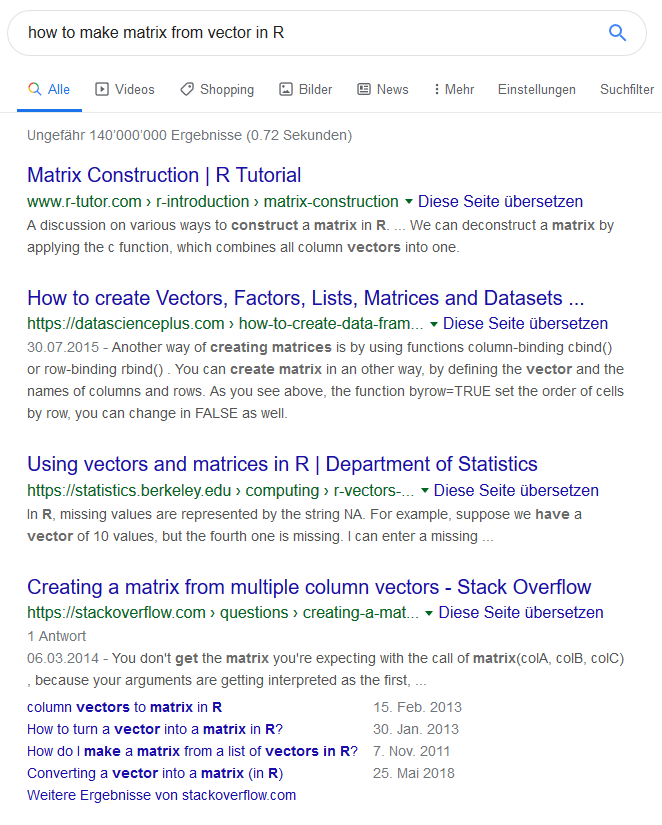 how to make matrix from vector in R
Alle Videos Shopping Bilder News Mehr Einstellungen Suchfilter
Ungefähr 140’000’000 Ergebnisse (0.72 Sekunden)
Matrix Construction | R Tutorial
www.r-tutor.com › r-introduction › matrix-construction Diese Seite übersetzen
A discussion on various ways to construct a matrix in R. ... We can deconstruct a matrix by
applying the c function, which combines all column vectors into one.
How to create Vectors, Factors, Lists, Matrices and Datasets ...
https://datascienceplus.com › how-to-create-data-fram... Diese Seite übersetzen
30.07.2015 - Another way of creating matrices is by using functions column-binding cbind()
or row-binding rbind() . You can create matrix in an other way, by defining the vector and the
names of columns and rows. As you see above, the function byrow=TRUE set the order of cells
by row, you can change in FALSE as well.
Using vectors and matrices in R | Department of Statistics
https://statistics.berkeley.edu › computing › r-vectors-... Diese Seite übersetzen
In R, missing values are represented by the string NA. For example, suppose we have a
vector of 10 values, but the fourth one is missing. I can enter a missing ...
Creating a matrix from multiple column vectors - Stack Overflow
https://stackoverflow.com › questions › creating-a-mat... Diese Seite übersetzen
1 Antwort
06.03.2014 - You don't get the matrix you're expecting with the call of matrix(colA, colB, colC)
, because your arguments are getting interpreted as the first, ...
column vectors to matrix in R 15. Feb. 2013
How to turn a vector into a matrix in R? 30. Jan. 2013
How do I make a matrix from a list of vectors in R? 7. Nov. 2011
Converting a vector into a matrix (in R) 25. Mai 2018
Weitere Ergebnisse von stackoverflow.com